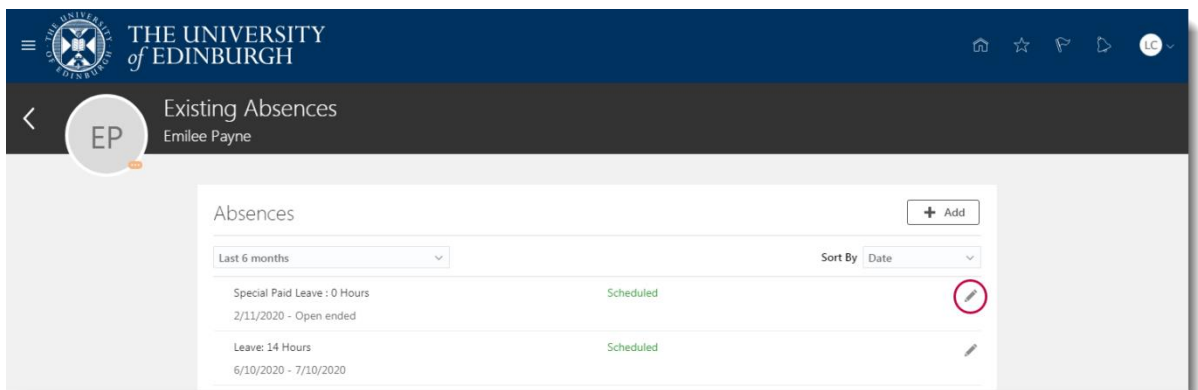 UNIVERS
EDINBURGH
THE UNIVERSITY
of EDINBURGH
LC
EP
Existing Absences
Emilee Payne
Absences
+ Add
Last 6 months
Sort By Date
Special Paid Leave : 0 Hours Scheduled
2/11/2020 - Open ended
Leave: 14 Hours Scheduled
6/10/2020 - 7/10/2020